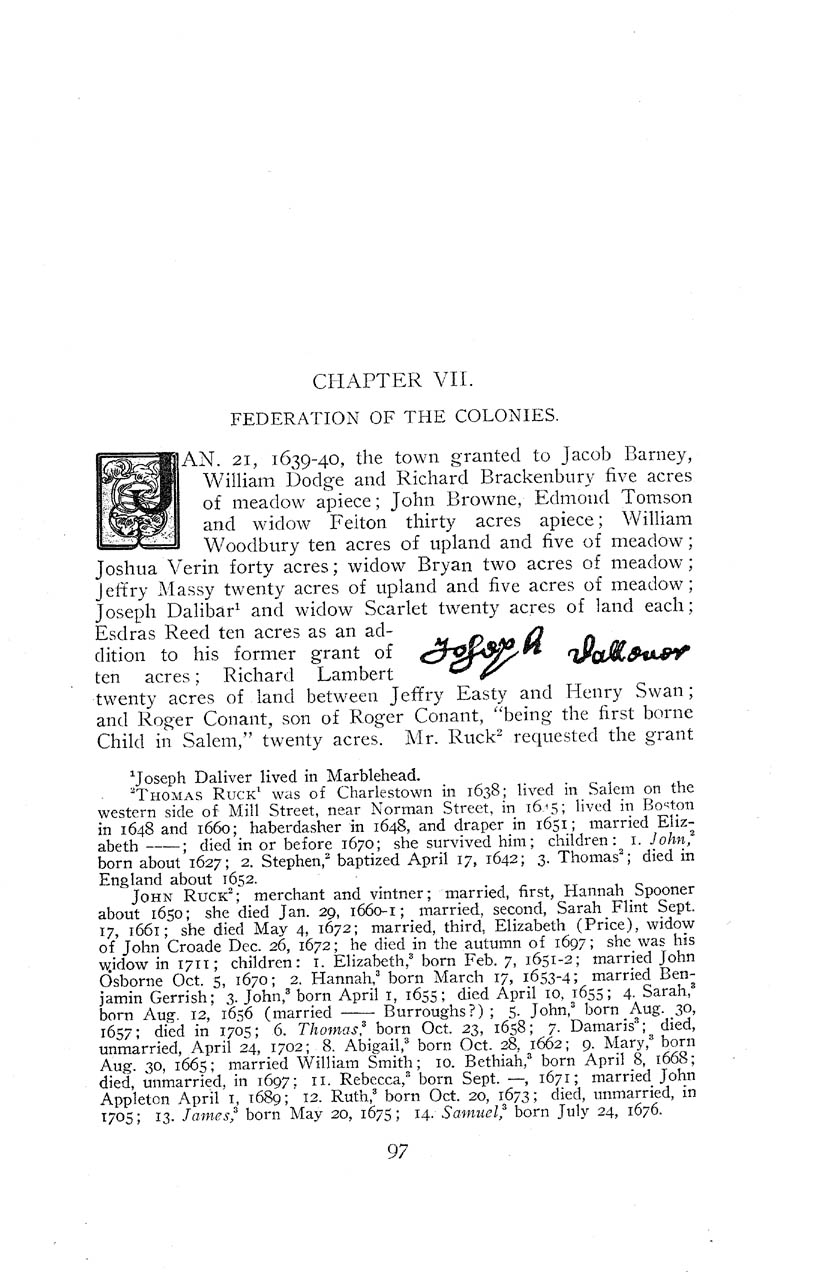 CHAPTER VII.
FEDERATION OF THE COLONIES.
JAN. 21, 1639-40, the town granted to Jacob Barney,
William Dodge and Richard Brackenbury five acres
of meadow apiece; John Browne, Edmond Tomson
and widow Felton thirty acres apiece; William
Woodbury ten acres of upland and five of meadow;
Joshua Verin forty acres; widow Bryan two acres of meadow;
Jeffry Massy twenty acres of upland and five acres of meadow;
Joseph Dalibar¹ and widow Scarlet twenty acres of land each;
Esdras Reed ten acres as an ad-
dition to his former grant of
ten acres; Richard Lambert
Joseph Dallouer
twenty acres of land between Jeffry Easty and Henry Swan;
and Roger Conant, son of Roger Conant, "being the first borne
Child in Salem," twenty acres. Mr. Ruck² requested the grant
¹Joseph Daliver lived in Marblehead.
²THOMAS RUCK¹ was of Charlestown in 1638; lived in Salem on the
western side of Mill Street, near Norman Street, in 16 5; lived in Boston
in 1648 and 1660; haberdasher in 1648, and draper in 1651; married Eliz-
abeth ——; died in or before 1670; she survived him; children: 1. John,²
born about 1627; 2. Stephen,² baptized April 17, 1642; 3. Thomas²; died in
England about 1652.
JOHN RUCK²; merchant and vintner; married, first, Hannah Spooner
about 1650; she died Jan. 29, 1660-1; married, second, Sarah Flint Sept.
17, 1661; she died May 4, 1672; married, third, Elizabeth (Price), widow
of John Croade Dec. 26, 1672; he died in the autumn of 1697; she was his
widow in 1711; children: 1. Elizabeth,³ born Feb. 7, 1651-2; married John
Osborne Oct. 5, 1670; 2. Hannah,³ born March 17, 1653-4; married Ben-
jamin Gerrish; 3. John,³ born April 1, 1655; died April 10, 1655; 4. Sarah,³
born Aug. 12, 1656 (married —— Burroughs?); 5. John,³ born Aug. 30,
1657; died in 1705; 6. Thomas,³ born Oct. 23, 1658; 7. Damaris³; died,
unmarried, April 24, 1702; 8. Abigail,³ born Oct. 28, 1662; 9. Mary,³ born
Aug. 30, 1665; married William Smith; 10. Bethiah,³ born April 8, 1668;
died, unmarried, in 1697; 11. Rebecca,³ born Sept. —, 1671; married John
Appleton April 1, 1689; 12. Ruth,³ born Oct. 20, 1673; died, unmarried, in
1705; 13. James,³ born May 20, 1675; 14. Samuel,³ born July 24, 1676.
97